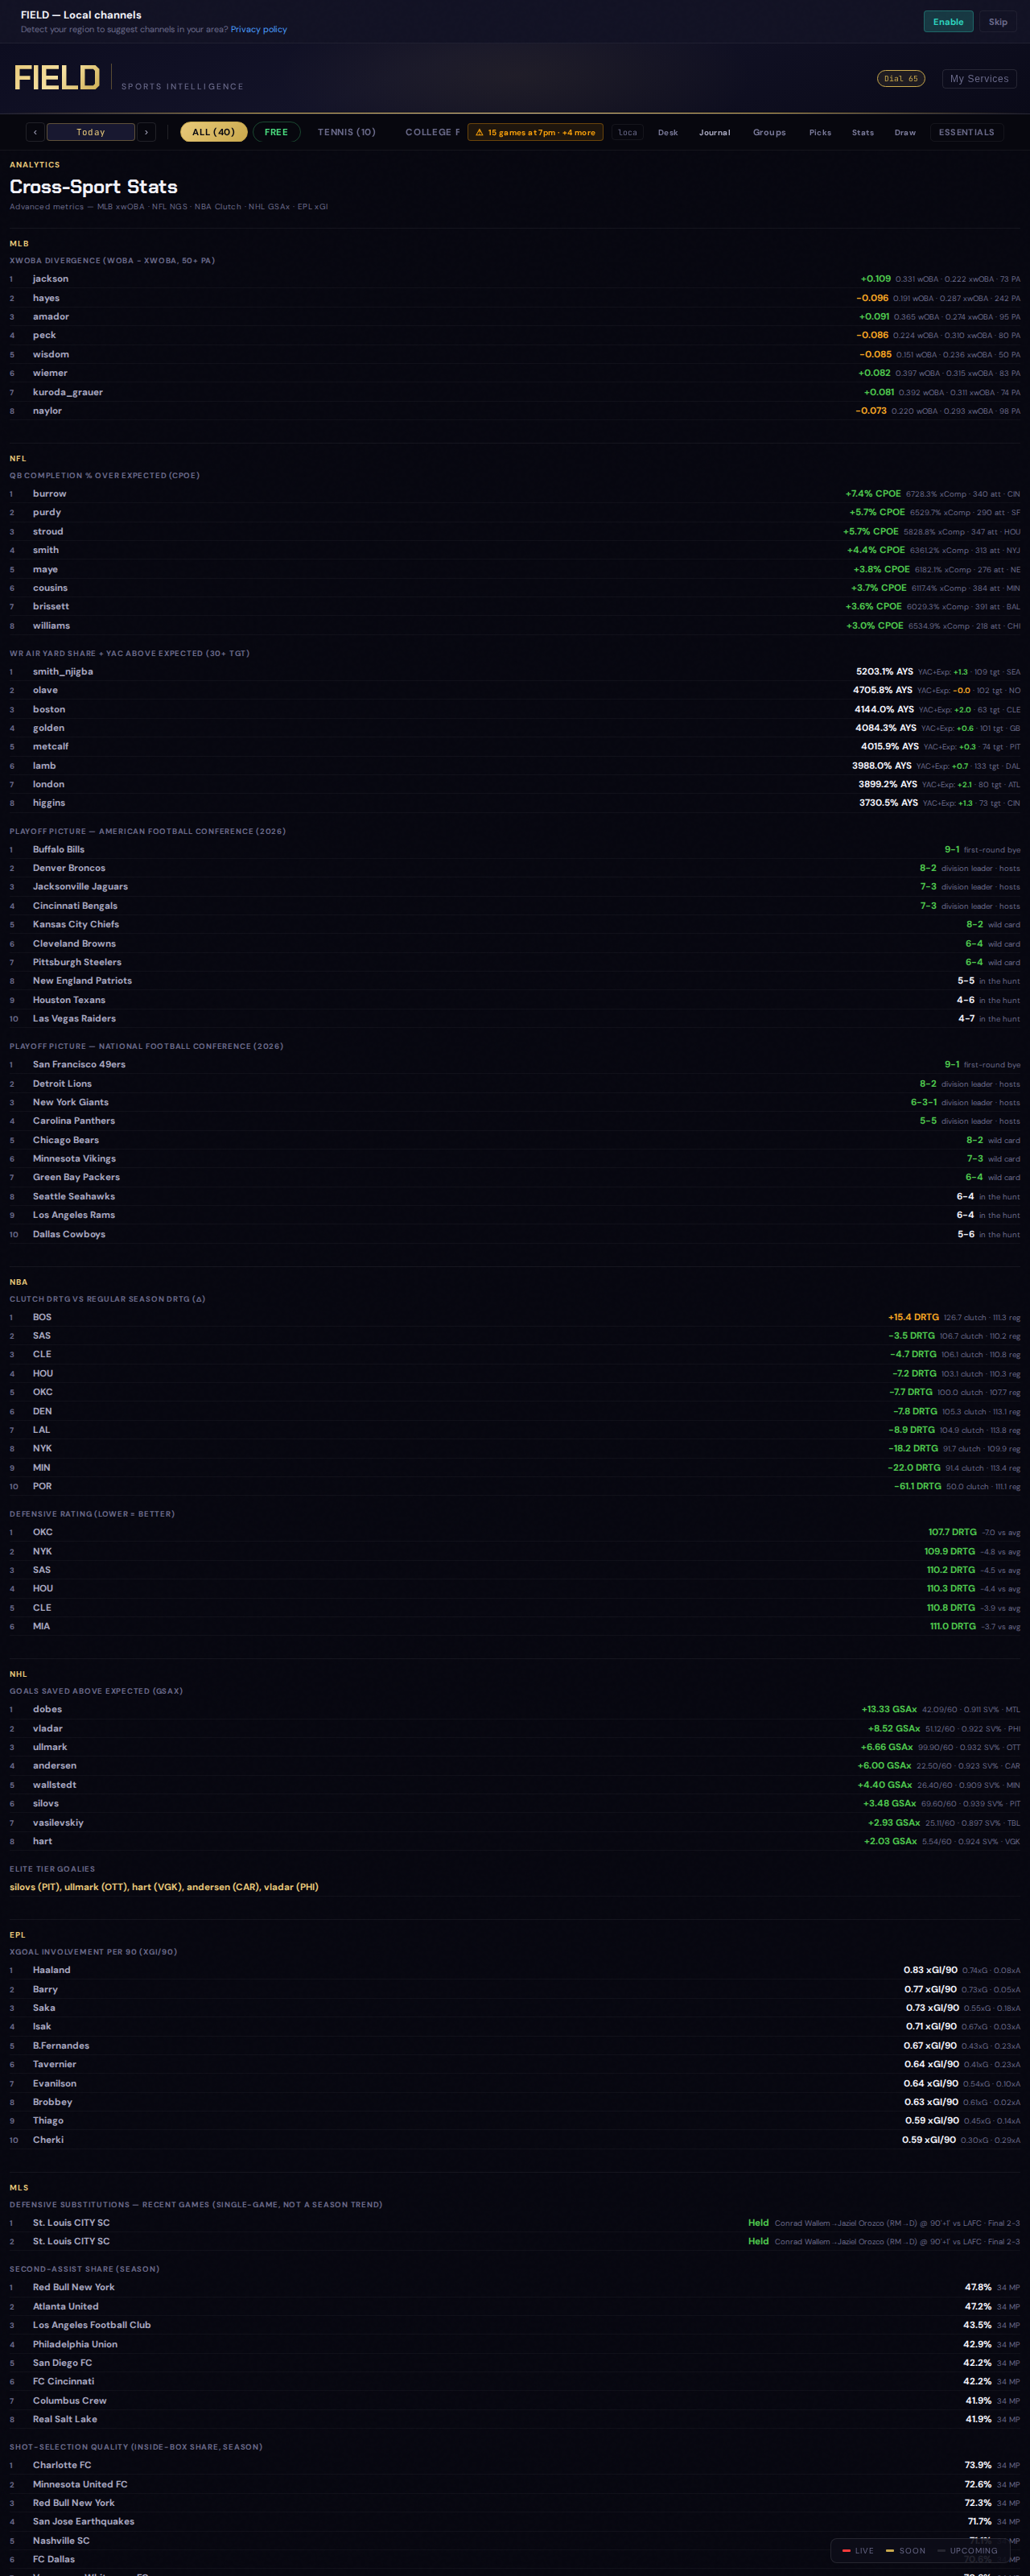 FIELD — Local channels
Detect your region to suggest channels in your area? Privacy policy
Enable
Skip
FIELD
SPORTS INTELLIGENCE
Dial 65
My Services
‹ Today › ALL (40) FREE TENNIS (10) COLLEGE F ⚠ 15 games at 7pm · +4 more loca Desk Journal Groups Picks Stats Draw ESSENTIALS
ANALYTICS
Cross-Sport Stats
Advanced metrics — MLB xwOBA · NFL NGS · NBA Clutch · NHL GSAx · EPL xGI
MLB
XWOBA DIVERGENCE (WOBA - XWOBA, 50+ PA)
1 jackson +0.109 0.331 wOBA · 0.222 xwOBA · 73 PA
2 hayes -0.096 0.191 wOBA · 0.287 xwOBA · 242 PA
3 amador +0.091 0.365 wOBA · 0.274 xwOBA · 95 PA
4 peck -0.086 0.224 wOBA · 0.310 xwOBA · 80 PA
5 wisdom -0.085 0.151 wOBA · 0.236 xwOBA · 50 PA
6 wiemer +0.082 0.397 wOBA · 0.315 xwOBA · 83 PA
7 kuroda_grauer +0.081 0.392 wOBA · 0.311 xwOBA · 74 PA
8 naylor -0.073 0.220 wOBA · 0.293 xwOBA · 98 PA
NFL
QB COMPLETION % OVER EXPECTED (CPOE)
1 burrow +7.4% CPOE 6728.3% xComp · 340 att · CIN
2 purdy +5.7% CPOE 6529.7% xComp · 290 att · SF
3 stroud +5.7% CPOE 5828.8% xComp · 347 att · HOU
4 smith +4.4% CPOE 6361.2% xComp · 313 att · NYJ
5 maye +3.8% CPOE 6182.1% xComp · 276 att · NE
6 cousins +3.7% CPOE 6117.4% xComp · 384 att · MIN
7 brissett +3.6% CPOE 6029.3% xComp · 391 att · BAL
8 williams +3.0% CPOE 6534.9% xComp · 218 att · CHI
WR AIR YARD SHARE + YAC ABOVE EXPECTED (30+ TGT)
1 smith_njigba 5203.1% AYS YAC+Exp: +1.3 · 109 tgt · SEA
2 olave 4705.8% AYS YAC+Exp: -0.0 · 102 tgt · NO
3 boston 4144.0% AYS YAC+Exp: +2.0 · 63 tgt · CLE
4 golden 4084.3% AYS YAC+Exp: +0.6 · 101 tgt · GB
5 metcalf 4015.9% AYS YAC+Exp: +0.3 · 74 tgt · PIT
6 lamb 3988.0% AYS YAC+Exp: +0.7 · 133 tgt · DAL
7 london 3899.2% AYS YAC+Exp: +2.1 · 80 tgt · ATL
8 higgins 3730.5% AYS YAC+Exp: +1.3 · 73 tgt · CIN
PLAYOFF PICTURE — AMERICAN FOOTBALL CONFERENCE (2026)
1 Buffalo Bills 9-1 first-round bye
2 Denver Broncos 8-2 division leader · hosts
3 Jacksonville Jaguars 7-3 division leader · hosts
4 Cincinnati Bengals 7-3 division leader · hosts
5 Kansas City Chiefs 8-2 wild card
6 Cleveland Browns 6-4 wild card
7 Pittsburgh Steelers 6-4 wild card
8 New England Patriots 5-5 in the hunt
9 Houston Texans 4-6 in the hunt
10 Las Vegas Raiders 4-7 in the hunt
PLAYOFF PICTURE — NATIONAL FOOTBALL CONFERENCE (2026)
1 San Francisco 49ers 9-1 first-round bye
2 Detroit Lions 8-2 division leader · hosts
3 New York Giants 6-3-1 division leader · hosts
4 Carolina Panthers 5-5 division leader · hosts
5 Chicago Bears 8-2 wild card
6 Minnesota Vikings 7-3 wild card
7 Green Bay Packers 6-4 wild card
8 Seattle Seahawks 6-4 in the hunt
9 Los Angeles Rams 6-4 in the hunt
10 Dallas Cowboys 5-6 in the hunt
NBA
CLUTCH DRTG VS REGULAR SEASON DRTG (Δ)
1 BOS +15.4 DRTG 126.7 clutch · 111.3 reg
2 SAS -3.5 DRTG 106.7 clutch · 110.2 reg
3 CLE -4.7 DRTG 106.1 clutch · 110.8 reg
4 HOU -7.2 DRTG 103.1 clutch · 110.3 reg
5 OKC -7.7 DRTG 100.0 clutch · 107.7 reg
6 DEN -7.8 DRTG 105.3 clutch · 113.1 reg
7 LAL -8.9 DRTG 104.9 clutch · 113.8 reg
8 NYK -18.2 DRTG 91.7 clutch · 109.9 reg
9 MIN -22.0 DRTG 91.4 clutch · 113.4 reg
10 POR -61.1 DRTG 50.0 clutch · 111.1 reg
DEFENSIVE RATING (LOWER = BETTER)
1 OKC 107.7 DRTG -7.0 vs avg
2 NYK 109.9 DRTG -4.8 vs avg
3 SAS 110.2 DRTG -4.5 vs avg
4 HOU 110.3 DRTG -4.4 vs avg
5 CLE 110.8 DRTG -3.9 vs avg
6 MIA 111.0 DRTG -3.7 vs avg
NHL
GOALS SAVED ABOVE EXPECTED (GSAX)
1 dobes +13.33 GSAx 42.09/60 · 0.911 SV% · MTL
2 vladar +8.52 GSAx 51.12/60 · 0.922 SV% · PHI
3 ullmark +6.66 GSAx 99.90/60 · 0.932 SV% · OTT
4 andersen +6.00 GSAx 22.50/60 · 0.923 SV% · CAR
5 wallstedt +4.40 GSAx 26.40/60 · 0.909 SV% · MIN
6 silovs +3.48 GSAx 69.60/60 · 0.939 SV% · PIT
7 vasilevskiy +2.93 GSAx 25.11/60 · 0.897 SV% · TBL
8 hart +2.03 GSAx 5.54/60 · 0.924 SV% · VGK
ELITE TIER GOALIES
silovs (PIT), ullmark (OTT), hart (VGK), andersen (CAR), vladar (PHI)
EPL
XGOAL INVOLVEMENT PER 90 (XGI/90)
1 Haaland 0.83 xGI/90 0.74xG · 0.08xA
2 Barry 0.77 xGI/90 0.73xG · 0.05xA
3 Saka 0.73 xGI/90 0.55xG · 0.18xA
4 Isak 0.71 xGI/90 0.67xG · 0.03xA
5 B.Fernandes 0.67 xGI/90 0.43xG · 0.23xA
6 Tavernier 0.64 xGI/90 0.41xG · 0.23xA
7 Evanilson 0.64 xGI/90 0.54xG · 0.10xA
8 Brobbey 0.63 xGI/90 0.61xG · 0.02xA
9 Thiago 0.59 xGI/90 0.45xG · 0.14xA
10 Cherki 0.59 xGI/90 0.30xG · 0.29xA
MLS
DEFENSIVE SUBSTITUTIONS — RECENT GAMES (SINGLE-GAME, NOT A SEASON TREND)
1 St. Louis CITY SC Held Conrad Wallem→Jaziel Orozco (RM→D) @ 90'+1' vs LAFC · Final 2-3
2 St. Louis CITY SC Held Conrad Wallem→Jaziel Orozco (RM→D) @ 90'+1' vs LAFC · Final 2-3
SECOND-ASSIST SHARE (SEASON)
1 Red Bull New York 47.8% 34 MP
2 Atlanta United 47.2% 34 MP
3 Los Angeles Football Club 43.5% 34 MP
4 Philadelphia Union 42.9% 34 MP
5 San Diego FC 42.2% 34 MP
6 FC Cincinnati 42.2% 34 MP
7 Columbus Crew 41.9% 34 MP
8 Real Salt Lake 41.9% 34 MP
SHOT-SELECTION QUALITY (INSIDE-BOX SHARE, SEASON)
1 Charlotte FC 73.9% 34 MP
2 Minnesota United FC 72.6% 34 MP
3 Red Bull New York 72.3% 34 MP
4 San Jose Earthquakes 71.7% 34 MP
5 Nashville SC MP
6 FC Dallas MP
LIVE SOON UPCOMING